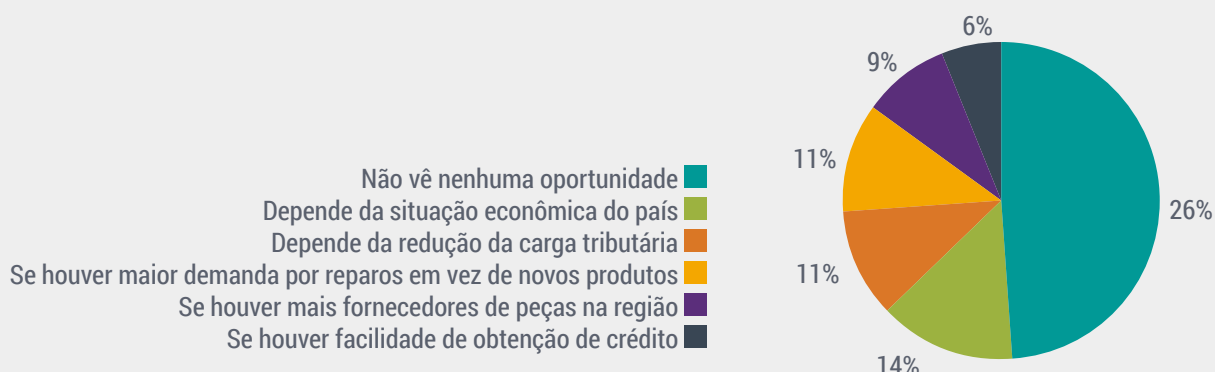 Não vê nenhuma oportunidade
Depende da situação econômica do país
Depende da redução da carga tributária
Se houver maior demanda por reparos em vez de novos produtos
Se houver mais fornecedores de peças na região
Se houver facilidade de obtenção de crédito
6%
9%
11%
26%
11%
14%